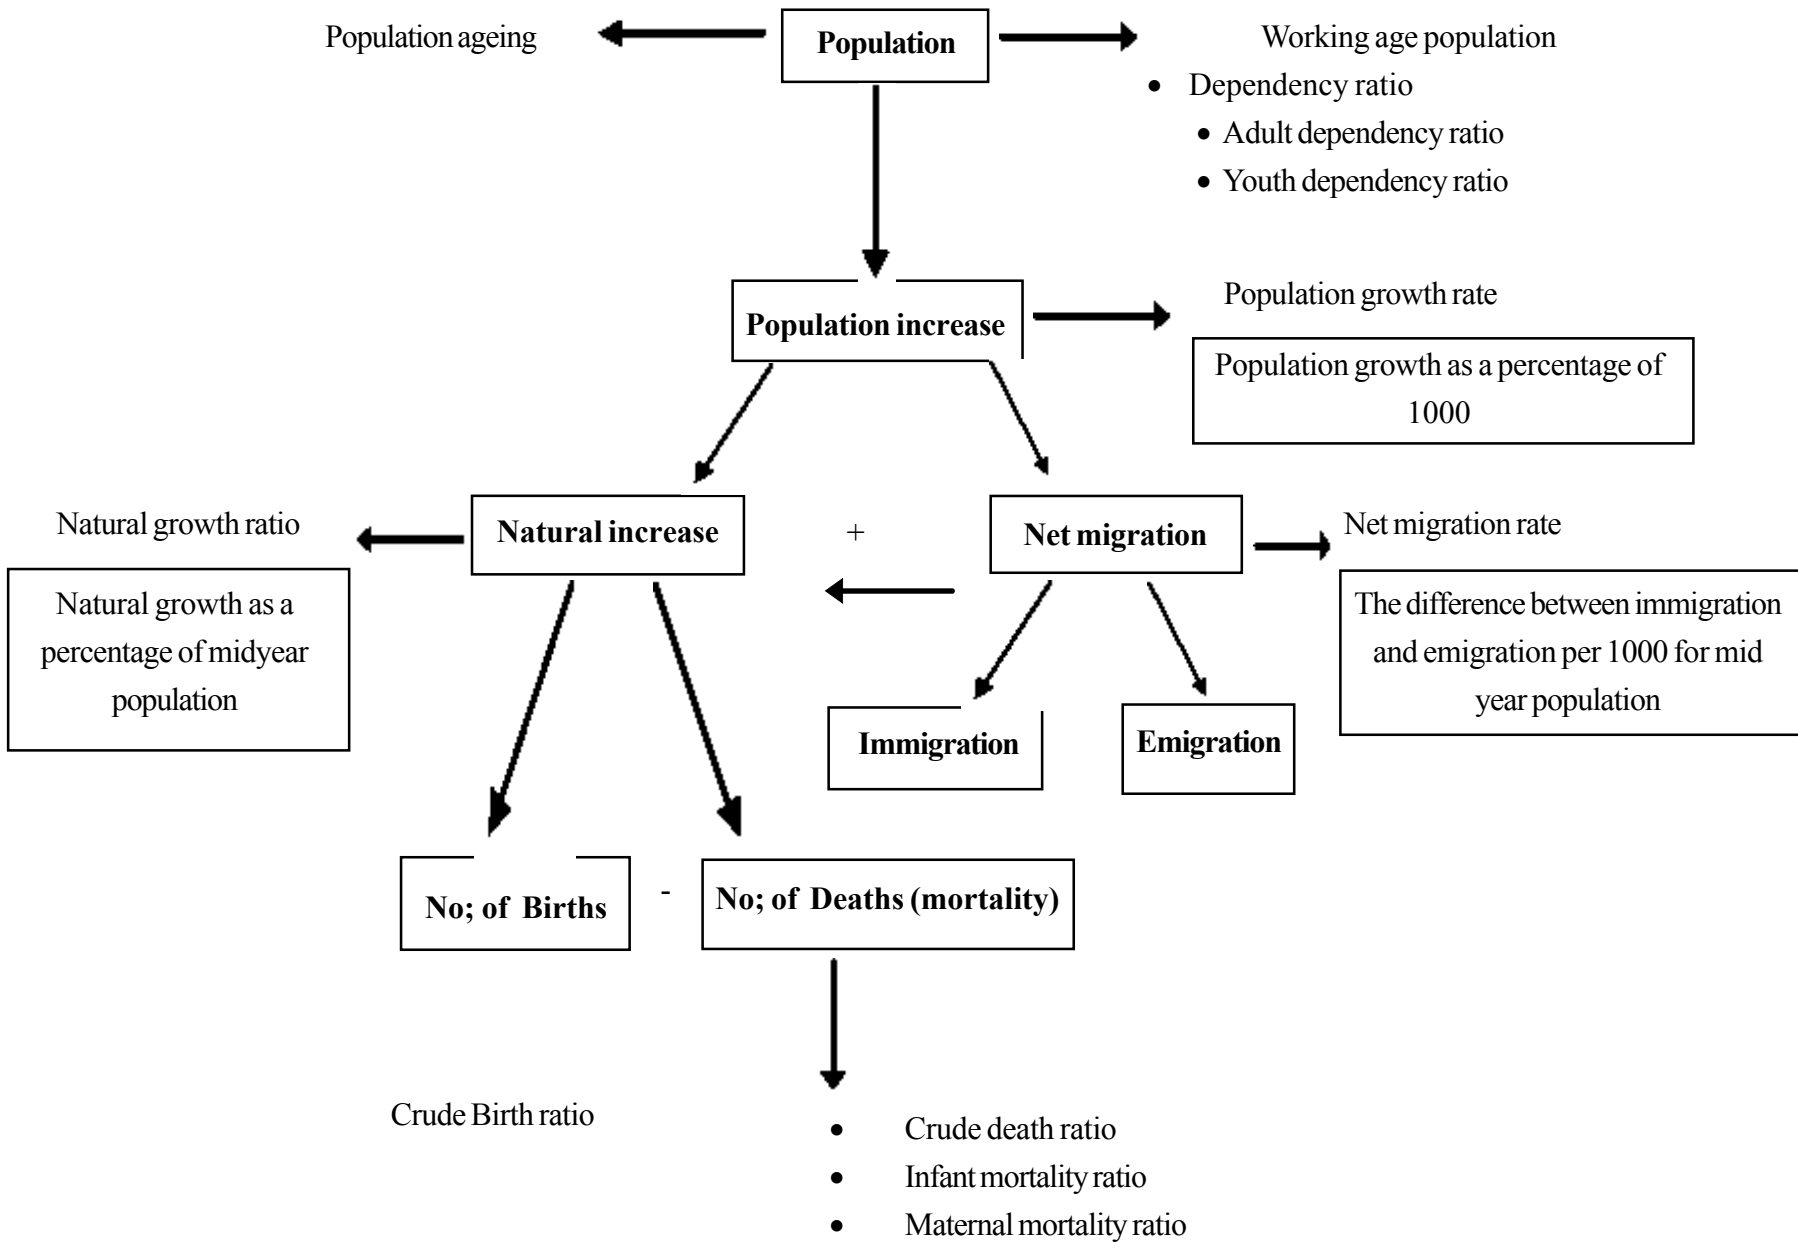 Population ageing
Population
Working age population
• Dependency ratio
• Adult dependency ratio
• Youth dependency ratio
Population increase
Population growth rate
Population growth as a percentage of
1000
Natural growth ratio
Natural increase
+
Net migration
Net migration rate
Natural growth as a
percentage of midyear
population
The difference between immigration
and emigration per 1000 for mid
year population
Immigration
Emigration
No; of Births
-
No; of Deaths (mortality)
Crude Birth ratio
• Crude death ratio
• Infant mortality ratio
• Maternal mortality ratio